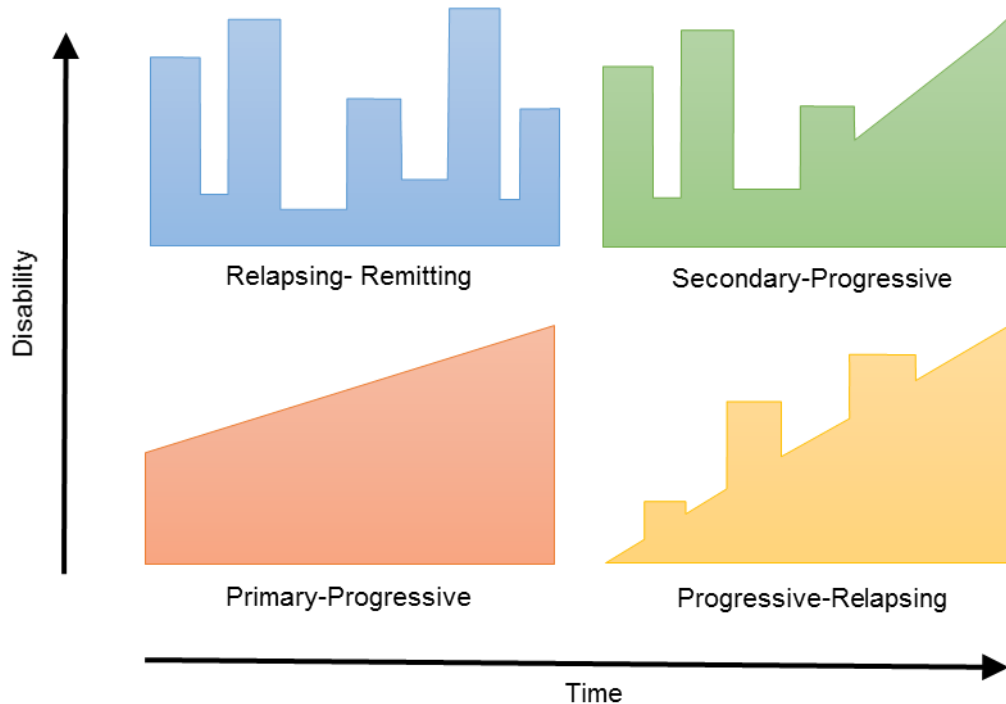 Disability
Relapsing- Remitting
Secondary-Progressive
Primary-Progressive
Progressive-Relapsing
Time